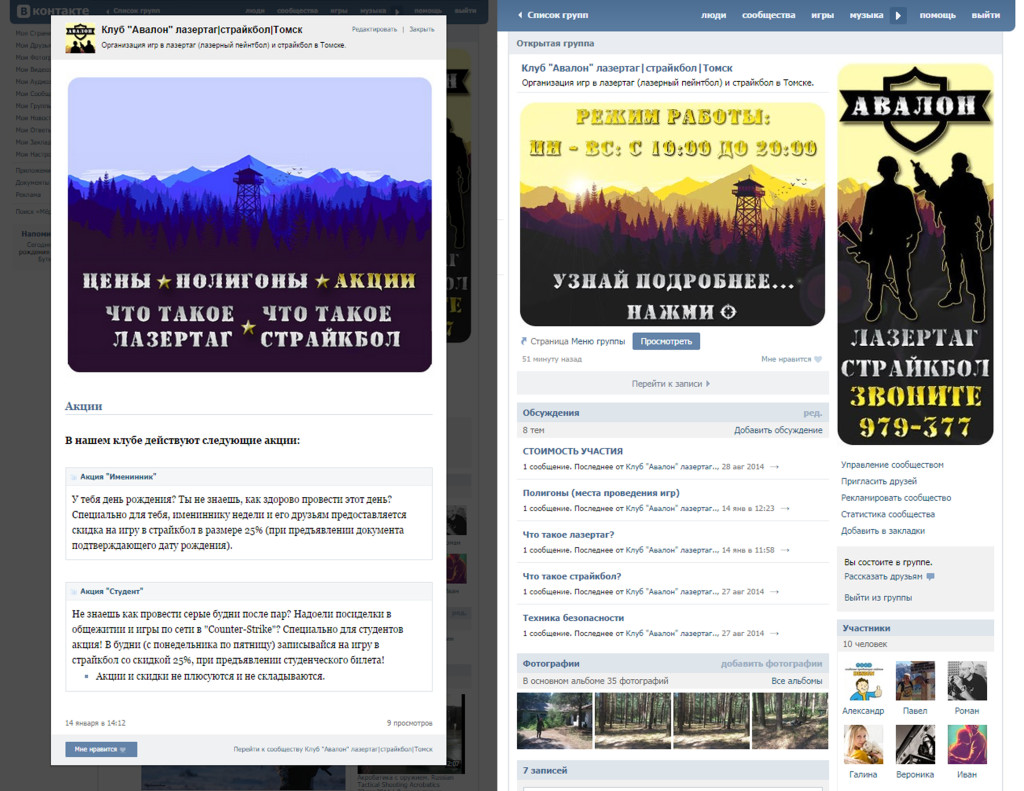 Вконтакте
Список групп
люди
сообщества
игры
музыка
помощь
выйти
Клуб "Авалон" лазертаг|страйкбол|Томск
Редактировать | Закрыть
Организация игр в лазертаг (лазерный пейнтбол) и страйкбол в Томске.
ЦЕНЫ ПОЛИГОНЫ АКЦИИ
ЧТО ТАКОЕ ЛАЗЕРТАГ
ЧТО ТАКОЕ СТРАЙКБОЛ
Акции
В нашем клубе действуют следующие акции:
Акция "Именинник"
У тебя день рождения? Ты не знаешь, как здорово провести этот день?
Специально для тебя, имениннику недели и его друзьям предоставляется
скидка на игру в страйкбол в размере 25% (при предъявлении документа
подтверждающего дату рождения).
Акция "Студент"
Не знаешь как провести серые будни после пар? Надоели посиделки в
общежитии и игры по сети в "Counter-Strike"? Специально для студентов
акция! В будни (с понедельника по пятницу) записывайся на игру в
страйкбол со скидкой 25%, при предъявлении студенческого билета!
Акции и скидки не плюсуются и не складываются.
14 января в 14:12
9 просмотров
Мне нравится
Перейти к сообществу Клуб "Авалон" лазертаг|страйкбол|Томск
Список групп
люди
сообщества
игры
музыка
помощь
выйти
Открытая группа
Клуб "Авалон" лазертаг|страйкбол|Томск
Организация игр в лазертаг (лазерный пейнтбол) и страйкбол в Томске.
РЕЖИМ РАБОТЫ:
ПН - ВС: С 10:00 ДО 20:00
УЗНАЙ ПОДРОБНЕЕ...
НАЖМИ
Страница Меню группы
Просмотреть
51 минуту назад
Мне нравится
Перейти к записи
Обсуждения
ред.
8 тем
Добавить обсуждение
СТОИМОСТЬ УЧАСТИЯ
1 сообщение. Последнее от Клуб "Авалон" лазертаг.., 28 авг 2014 →
Полигоны (места проведения игр)
1 сообщение. Последнее от Клуб "Авалон" лазертаг.., 14 янв в 12:23 →
Что такое лазертаг?
1 сообщение. Последнее от Клуб "Авалон" лазертаг.., 14 янв в 11:58 →
Что такое страйкбол?
1 сообщение. Последнее от Клуб "Авалон" лазертаг.., 27 авг 2014 →
Техника безопасности
1 сообщение. Последнее от Клуб "Авалон" лазертаг.., 27 авг 2014 →
Фотографии
добавить фотографии
В основном альбоме 35 фотографий
Все альбомы
7 записей
АВАЛОН
ЛАЗЕРТАГ
СТРАЙКБОЛ
ЗВОНИТЕ
979-377
Управление сообществом
Пригласить друзей
Рекламировать сообщество
Статистика сообщества
Добавить в закладки
Вы состоите в группе.
Рассказать друзьям
Выйти из группы
Участники
10 человек
Александр
Павел
Роман
Галина
Вероника
Иван